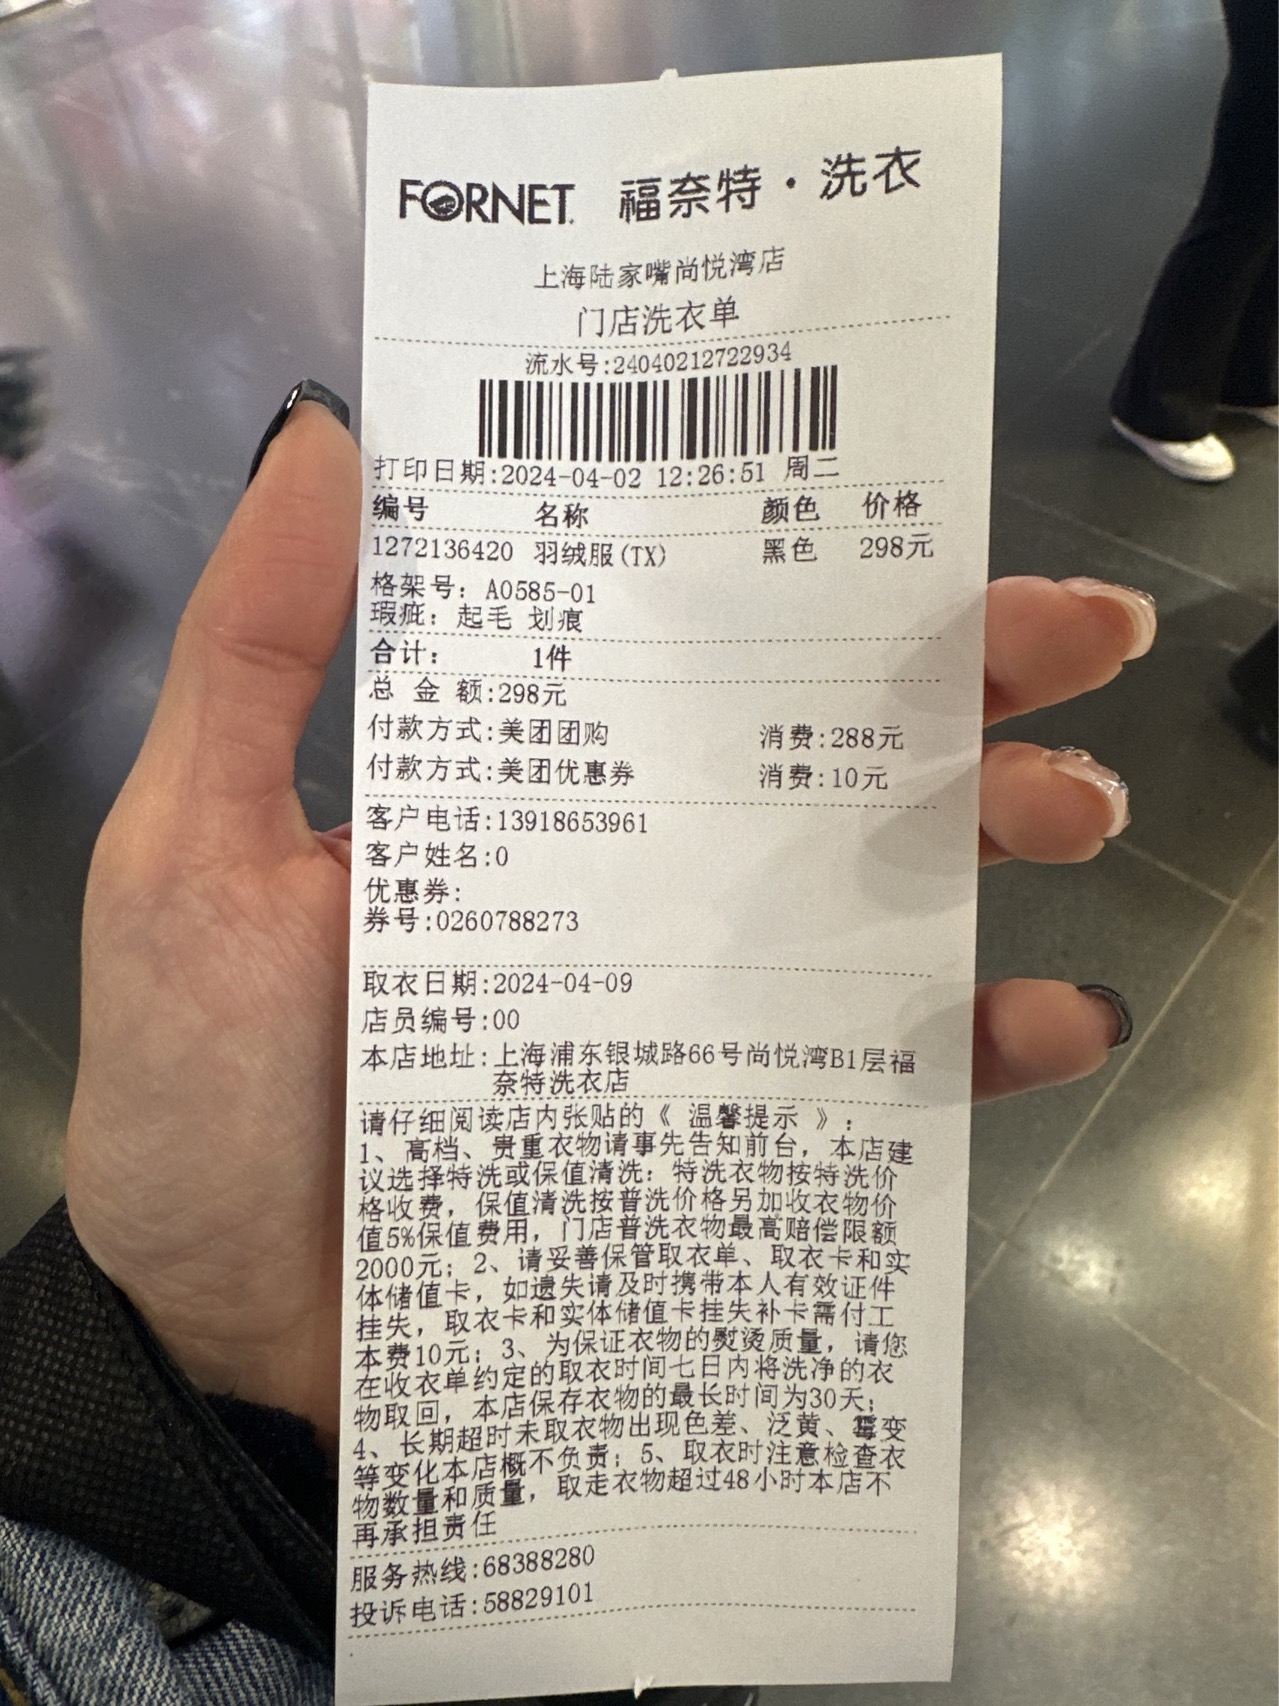 FORNET 福奈特·洗衣
上海陆家嘴尚悦湾店
门店洗衣单
流水号:24040212722934
打印日期:2024-04-02 12:26:51 周二
编号 名称 颜色 价格
1272136420 羽绒服(TX) 黑色 298元
格架号: A0585-01
瑕疵: 起毛 划痕
合计: 1件
总 金 额:298元
付款方式:美团团购 消费:288元
付款方式:美团优惠券 消费:10元
客户电话:13918653961
客户姓名:0
优惠券:
券号:0260788273
取衣日期:2024-04-09
店员编号:00
本店地址:上海浦东银城路66号尚悦湾B1层福
奈特洗衣店
请仔细阅读店内张贴的《 温馨提示 》:
1、高档、贵重衣物请事先告知前台,本店建
议选择特洗或保值清洗:特洗衣物按特洗价
格收费,保值清洗按普洗价格另加收衣物价
值5%保值费用,门店普洗衣物最高赔偿限额
2000元;2、请妥善保管取衣单、取衣卡和实
体储值卡,如遗失请及时携带本人有效证件
挂失,取衣卡和实体储值卡挂失补卡需付工
本费10元;3、为保证衣物的熨烫质量,请您
在收衣单约定的取衣时间七日内将洗净的衣
物取回,本店保存衣物的最长时间为30天;
4、长期超时未取衣物出现色差、泛黄、霉变
等变化本店概不负责;5、取衣时注意检查衣
物数量和质量,取走衣物超过48小时本店不
再承担责任
服务热线:68388280
投诉电话:58829101